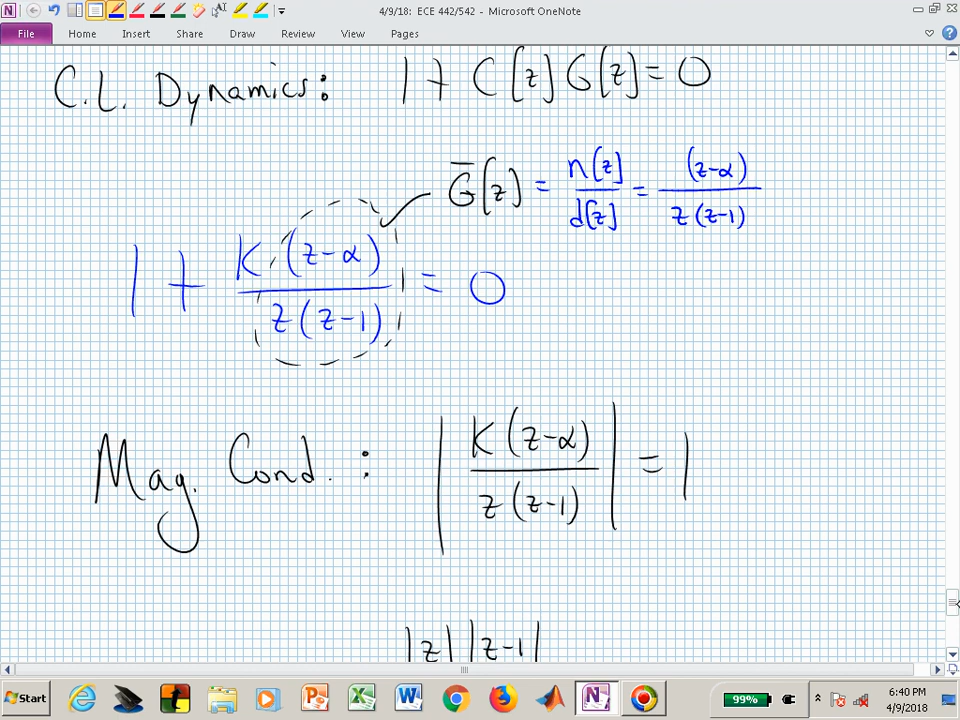 4/9/18: ECE 442/542 - Microsoft OneNote
File Home Insert Share Draw Review View Pages
C.L. Dynamics: 1 + C[z] G[z] = 0
G̅[z] = n[z]/d[z] = (z-α)/z(z-1)
1 + K(z-α)/z(z-1) = 0
Mag. Cond. : |K(z-α)/z(z-1)| = 1
|z| |z-1|
Start
99%
6:40 PM
4/9/2018